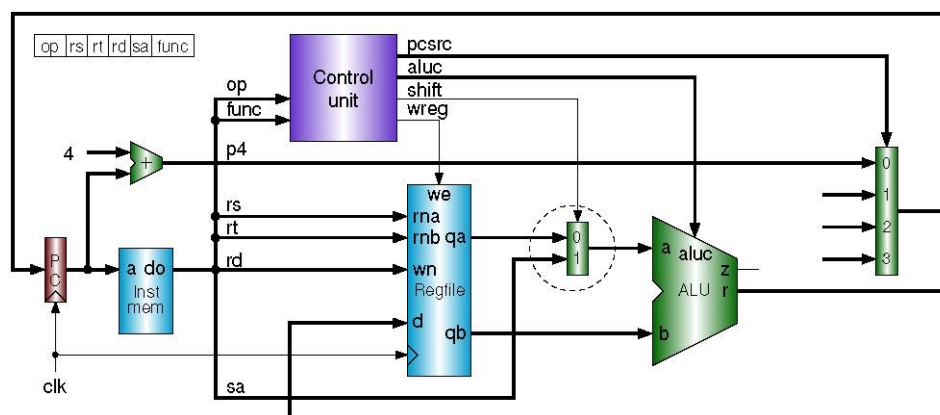 op rs rt rd sa func
Control
unit
pcsrc
aluc
shift
wreg
op
func
4
+
p4
0
1
2
3
we
rs
rt
rd
rna
rnb
wn
qa
Regfile
d
qb
0
1
a
aluc
ALU
z
r
b
P
C
a do
Inst
mem
clk
sa